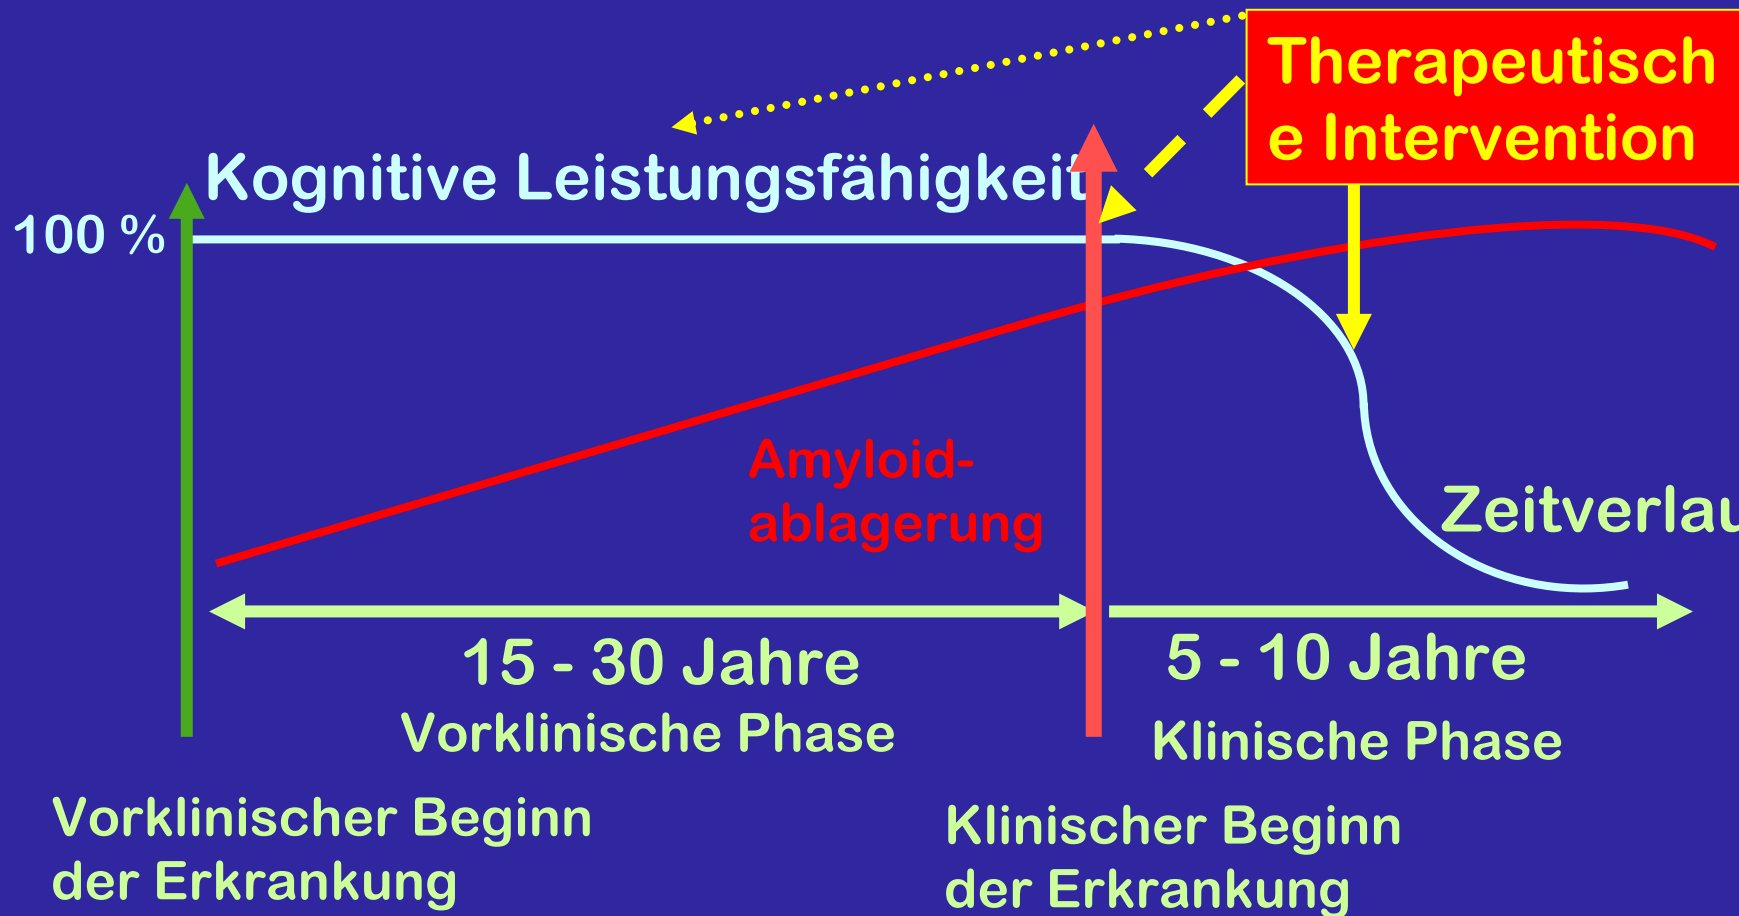 Therapeutisch
e Intervention
Kognitive Leistungsfähigkeit
100 %
Amyloid-
ablagerung
Zeitverlau
15 - 30 Jahre
5 - 10 Jahre
Vorklinische Phase
Klinische Phase
Vorklinischer Beginn
der Erkrankung
Klinischer Beginn
der Erkrankung